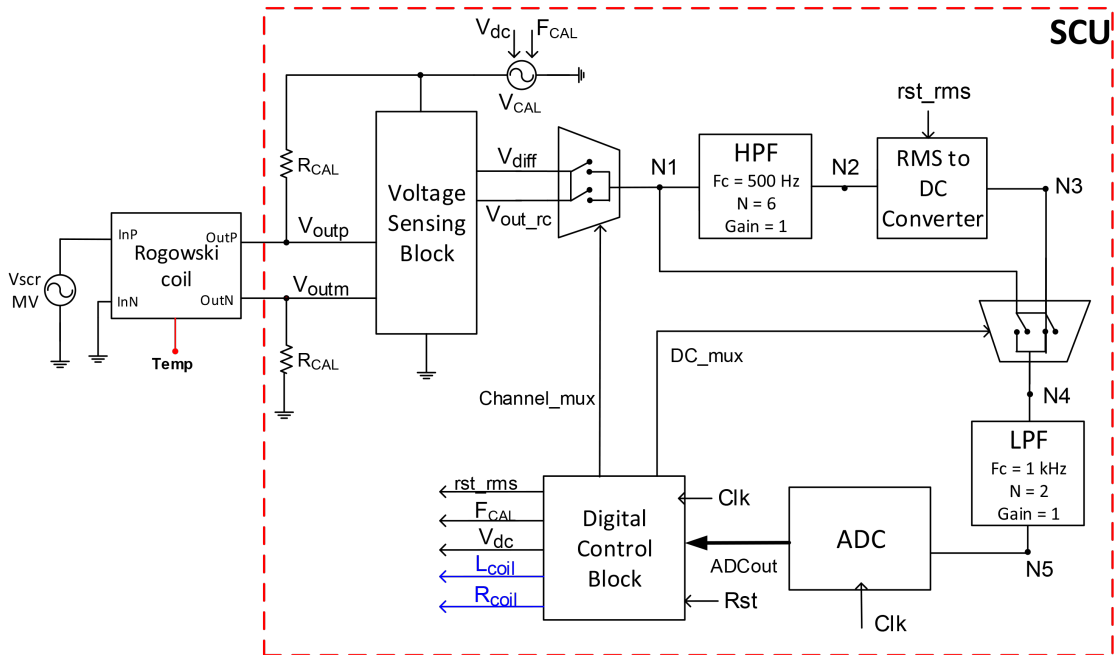 SCU
Vdc
FCAL
VCAL
rst_rms
RCAL
Voltage
Sensing
Block
Vdiff
Vout_rc
N1
HPF
Fc = 500 Hz
N = 6
Gain = 1
N2
RMS to
DC
Converter
N3
Vscr
MV
InP
InN
OutP
OutN
Rogowski
coil
Temp
Voutp
Voutm
RCAL
Channel_mux
DC_mux
N4
LPF
Fc = 1 kHz
N = 2
Gain = 1
N5
rst_rms
FCAL
Vdc
Lcoil
Rcoil
Digital
Control
Block
Clk
ADCout
Rst
ADC
Clk